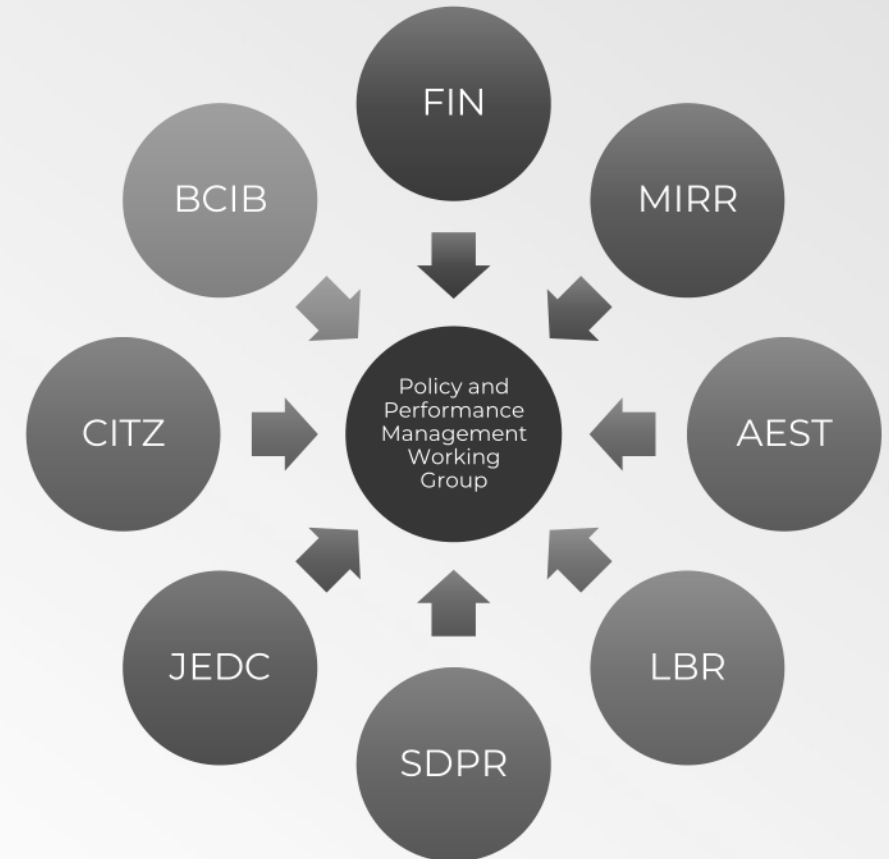 FIN
BCIB
MIRR
Policy and
Performance
Management
Working
Group
CITZ
AEST
JEDC
LBR
SDPR